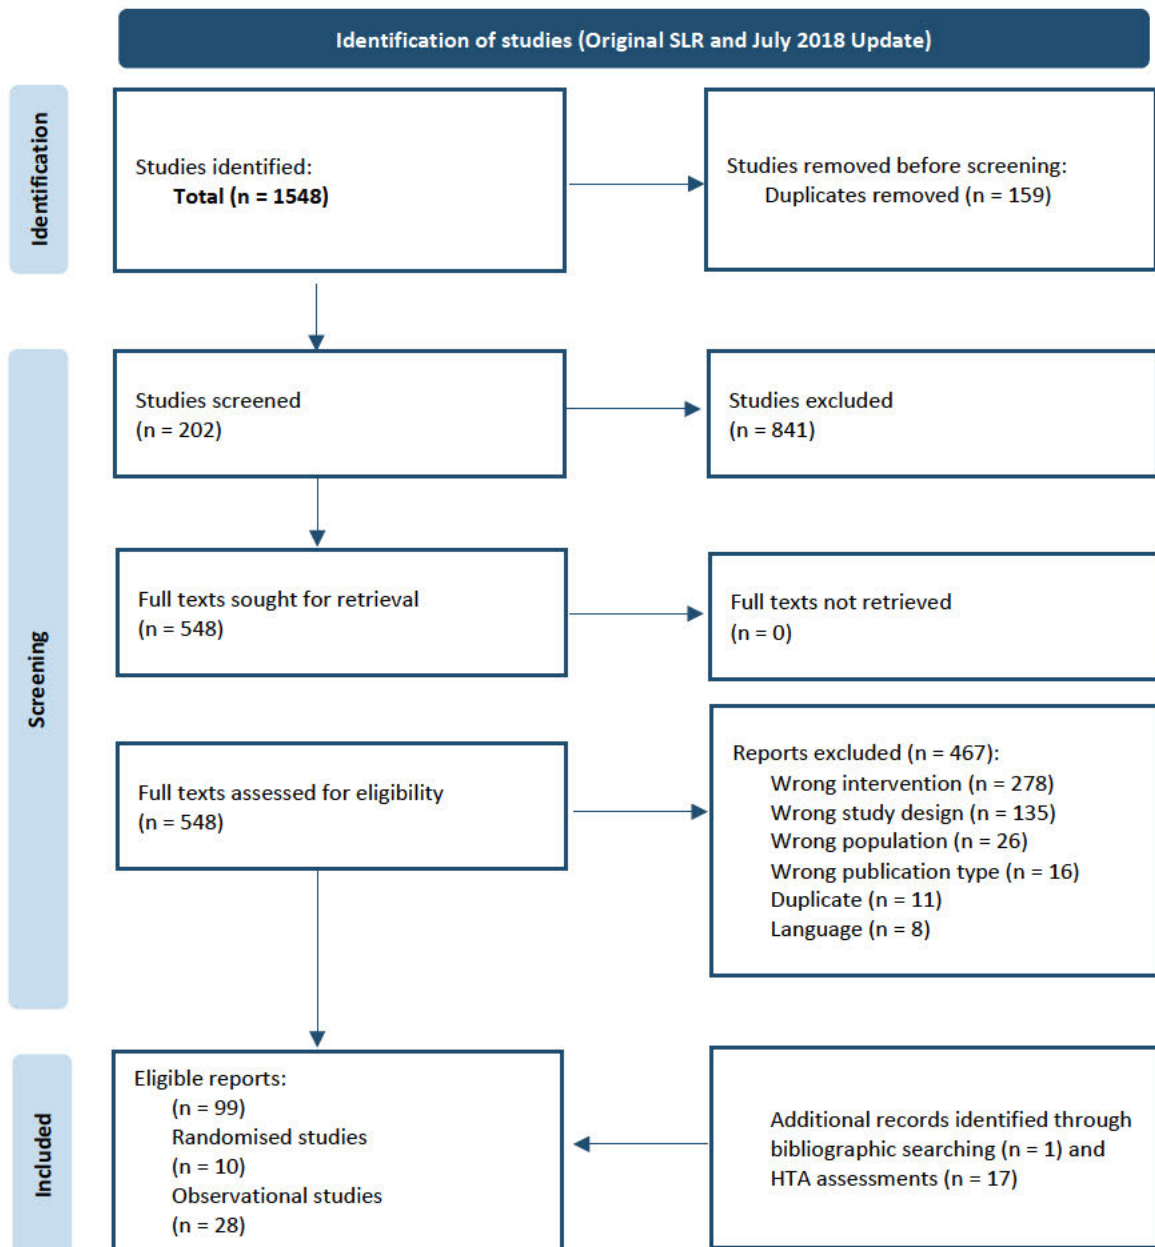 Identification of studies (Original SLR and July 2018 Update)
Identification
Studies identified:
Total (n = 1548)
Studies removed before screening:
Duplicates removed (n = 159)
Screening
Studies screened
(n = 202)
Studies excluded
(n = 841)
Full texts sought for retrieval
(n = 548)
Full texts not retrieved
(n = 0)
Full texts assessed for eligibility
(n = 548)
Reports excluded (n = 467):
Wrong intervention (n = 278)
Wrong study design (n = 135)
Wrong population (n = 26)
Wrong publication type (n = 16)
Duplicate (n = 11)
Language (n = 8)
Included
Eligible reports:
(n = 99)
Randomised studies
(n = 10)
Observational studies
(n = 28)
Additional records identified through
bibliographic searching (n = 1) and
HTA assessments (n = 17)